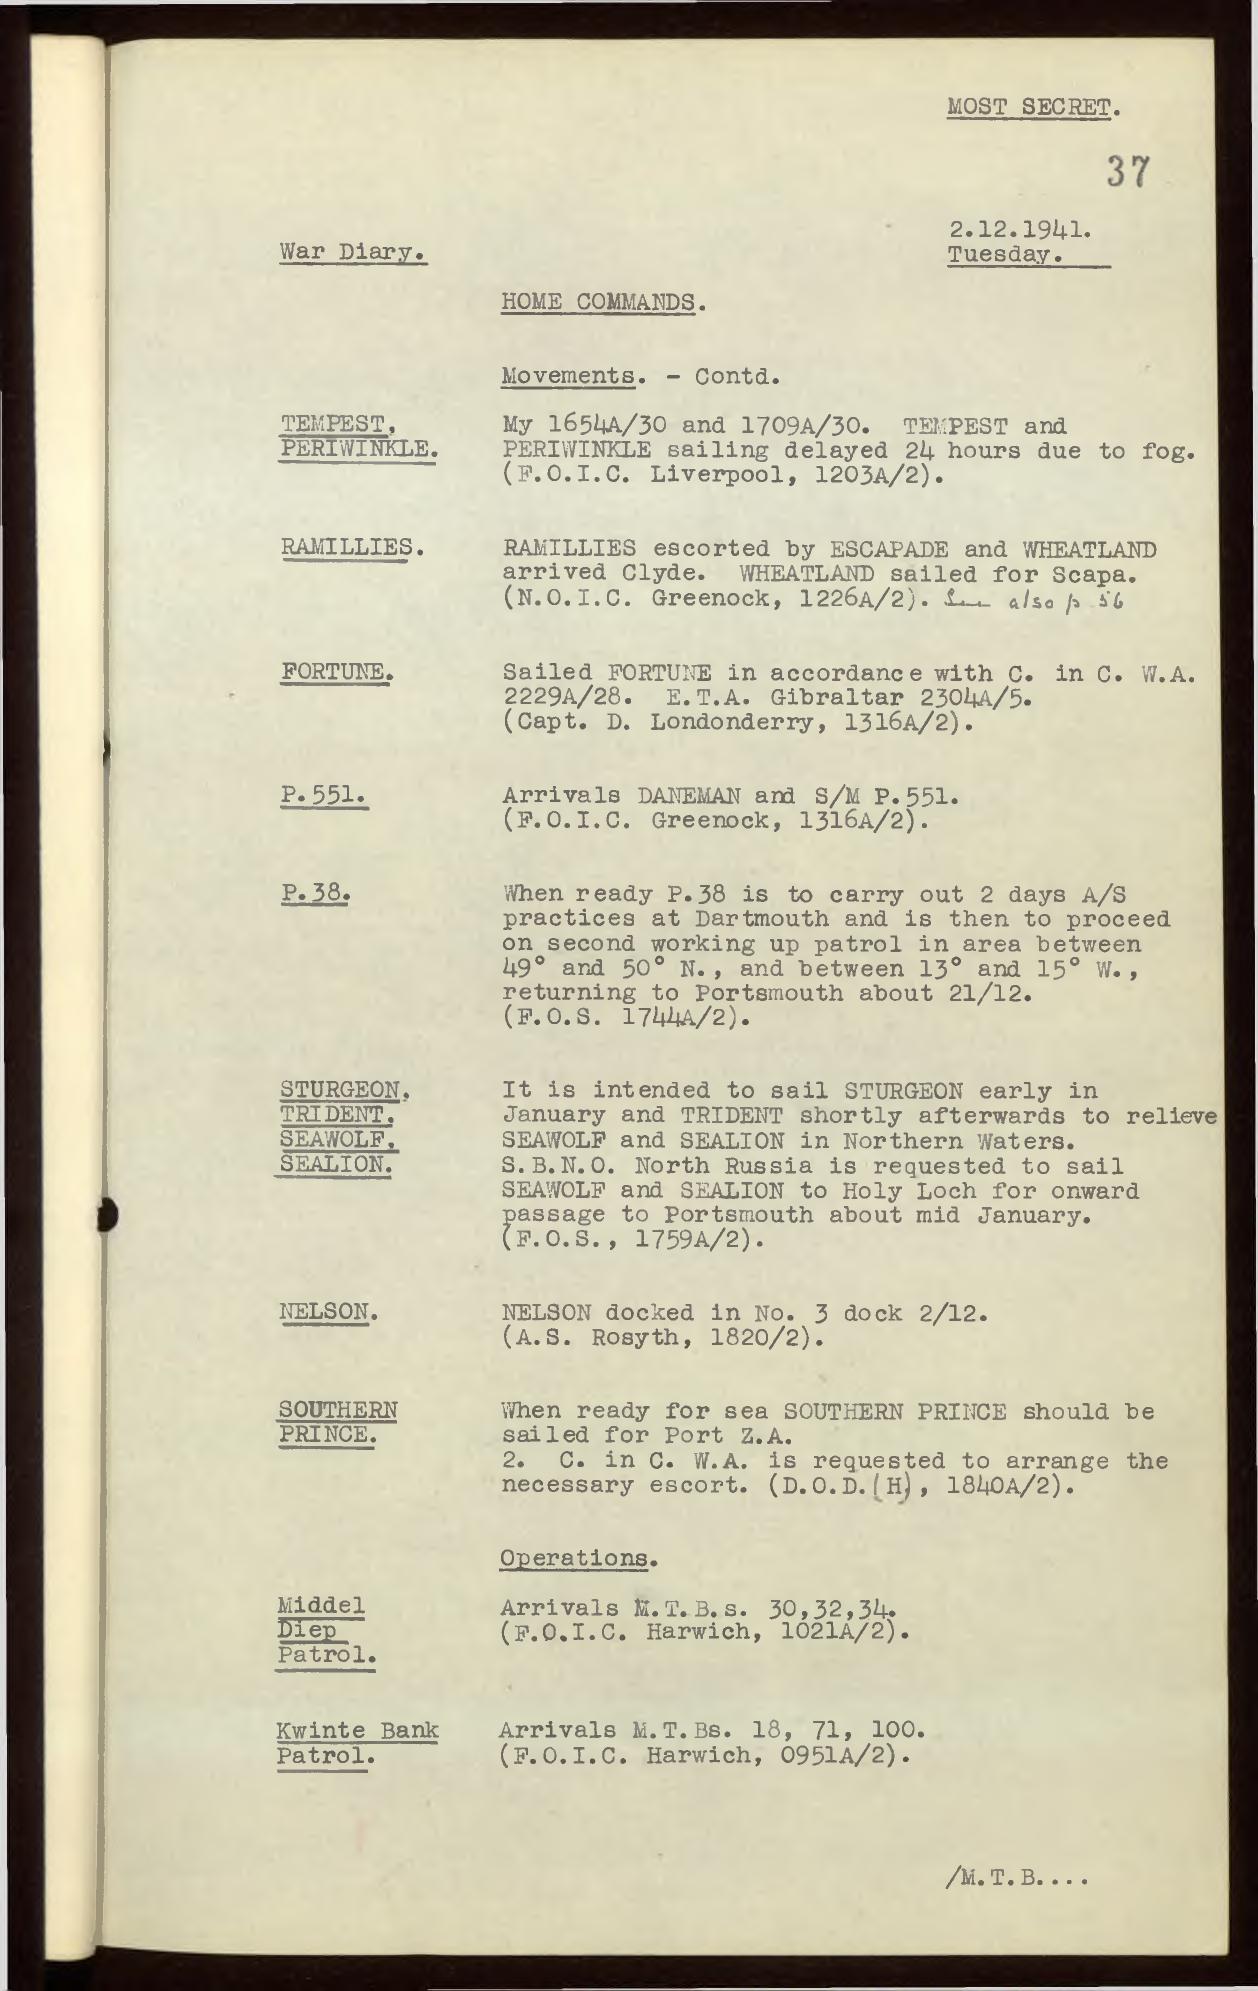 MOST SECRET.
37
2.12.1941.
War Diary.
Tuesday.
HOME COMMANDS.
Movements. - Contd.
TEMPEST, My 1654A/30 and 1709A/30. TEMPEST and
PERIWINKLE. PERIWINKLE sailing delayed 24 hours due to fog.
(F.O.I.C. Liverpool, 1203A/2).
RAMILLIES. RAMILLIES escorted by ESCAPADE and WHEATLAND
arrived Clyde. WHEATLAND sailed for Scapa.
(N.O.I.C. Greenock, 1226A/2). See also p 56
FORTUNE. Sailed FORTUNE in accordance with C. in C. W.A.
2229A/28. E.T.A. Gibraltar 2304A/5.
(Capt. D. Londonderry, 1316A/2).
P.551. Arrivals DANEMAN and S/M P.551.
(F.O.I.C. Greenock, 1316A/2).
P.38. When ready P.38 is to carry out 2 days A/S
practices at Dartmouth and is then to proceed
on second working up patrol in area between
49° and 50° N., and between 13° and 15° W.,
returning to Portsmouth about 21/12.
(F.O.S. 1744A/2).
STURGEON. It is intended to sail STURGEON early in
TRIDENT. January and TRIDENT shortly afterwards to relieve
SEAWOLF. SEAWOLF and SEALION in Northern Waters.
SEALION. S.B.N.O. North Russia is requested to sail
SEAWOLF and SEALION to Holy Loch for onward
passage to Portsmouth about mid January.
(F.O.S., 1759A/2).
NELSON. NELSON docked in No. 3 dock 2/12.
(A.S. Rosyth, 1820/2).
SOUTHERN When ready for sea SOUTHERN PRINCE should be
PRINCE. sailed for Port Z.A.
2. C. in C. W.A. is requested to arrange the
necessary escort. (D.O.D.(H), 1840A/2).
Operations.
Middel Arrivals M.T.B.s. 30,32,34.
Diep (F.O.I.C. Harwich, 1021A/2).
Patrol.
Kwinte Bank Arrivals M.T.Bs. 18, 71, 100.
Patrol. (F.O.I.C. Harwich, 0951A/2).
/M.T.B....